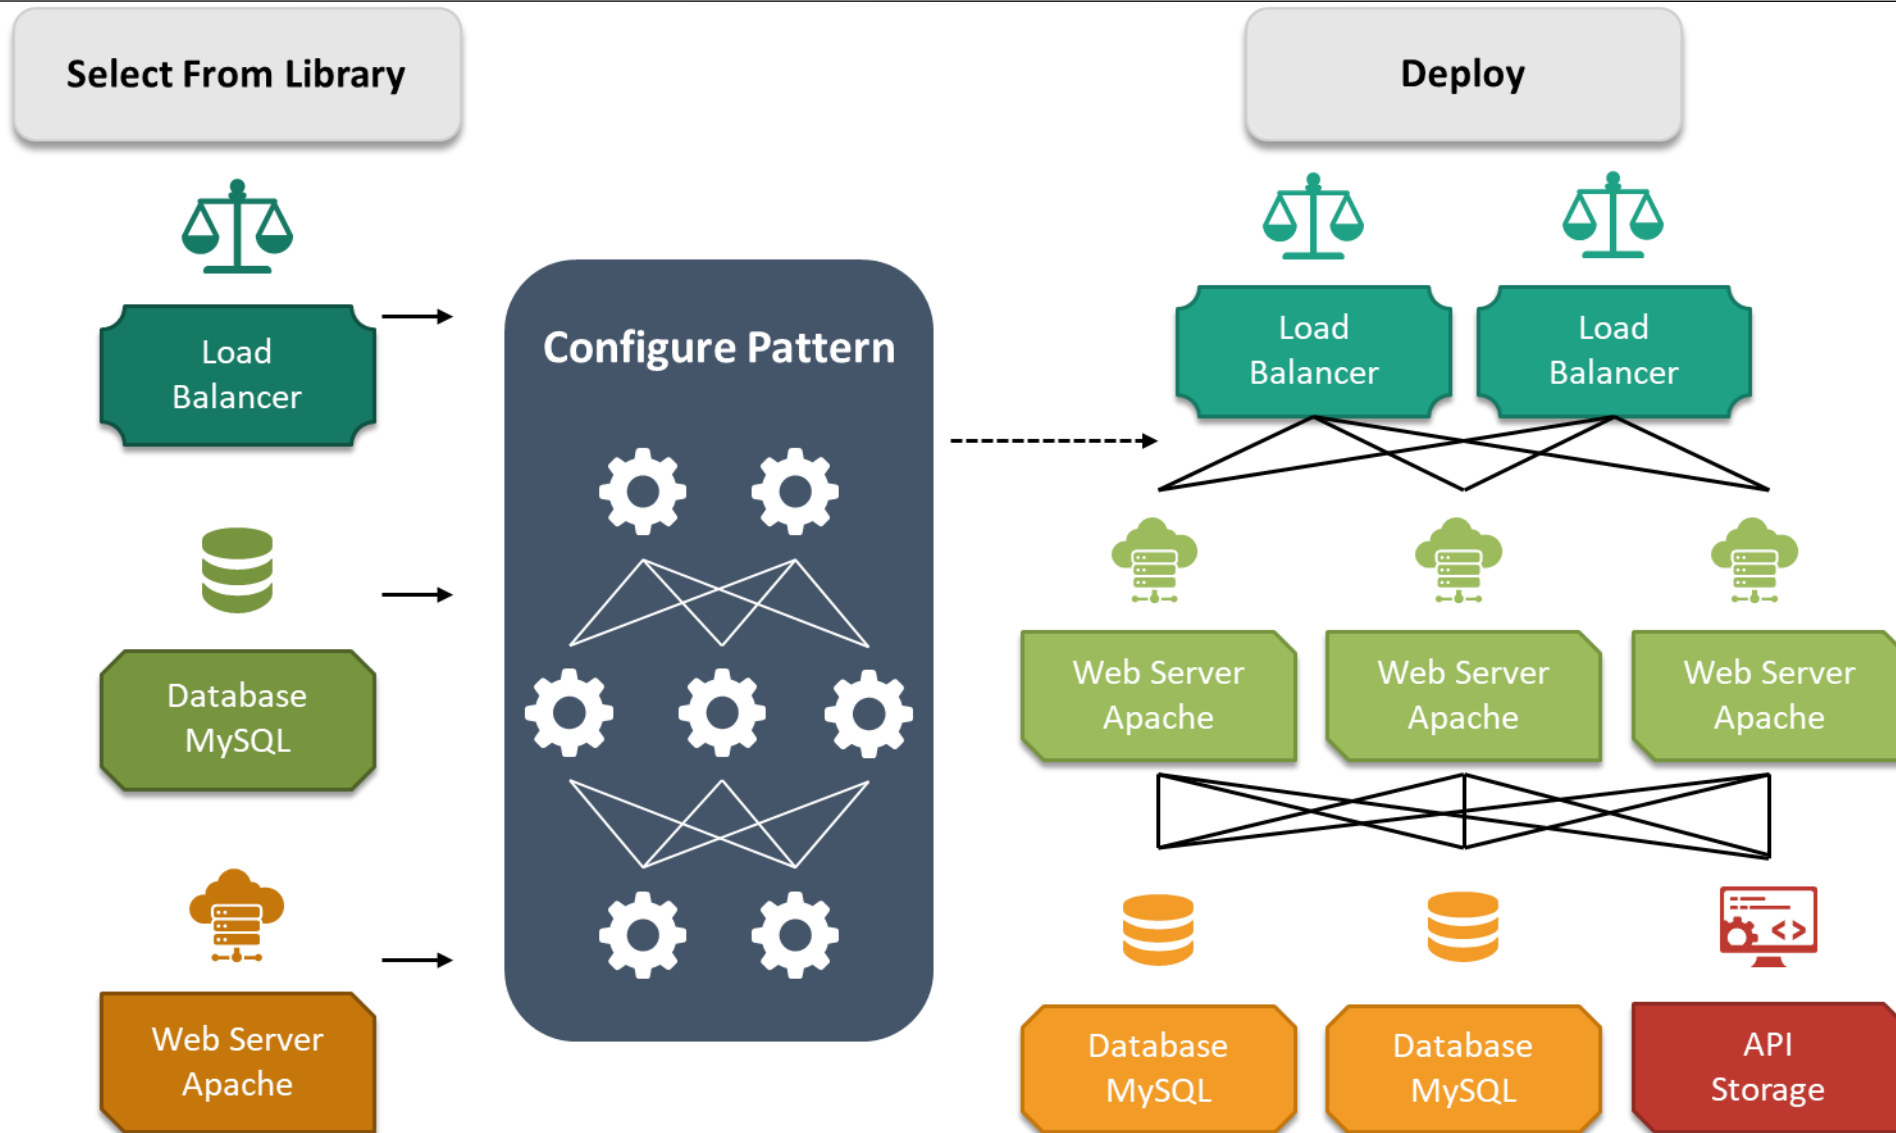 Select From Library
Deploy
Load
Balancer
Database
MySQL
Web Server
Apache
Configure Pattern
Load
Balancer
Load
Balancer
Web Server
Apache
Web Server
Apache
Web Server
Apache
Database
MySQL
Database
MySQL
API
Storage